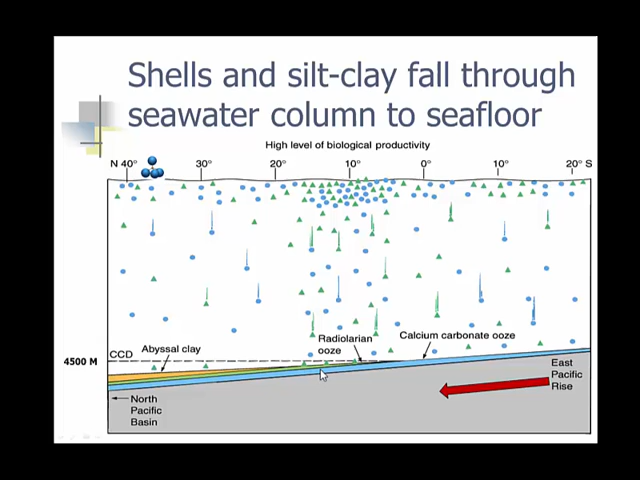 Shells and silt-clay fall through
seawater column to seafloor
High level of biological productivity
N 40° 30° 20° 10° 0° 10° 20° S
Radiolarian
ooze
Calcium carbonate ooze
CCD
Abyssal clay
4500 M
East
Pacific
Rise
North
Pacific
Basin